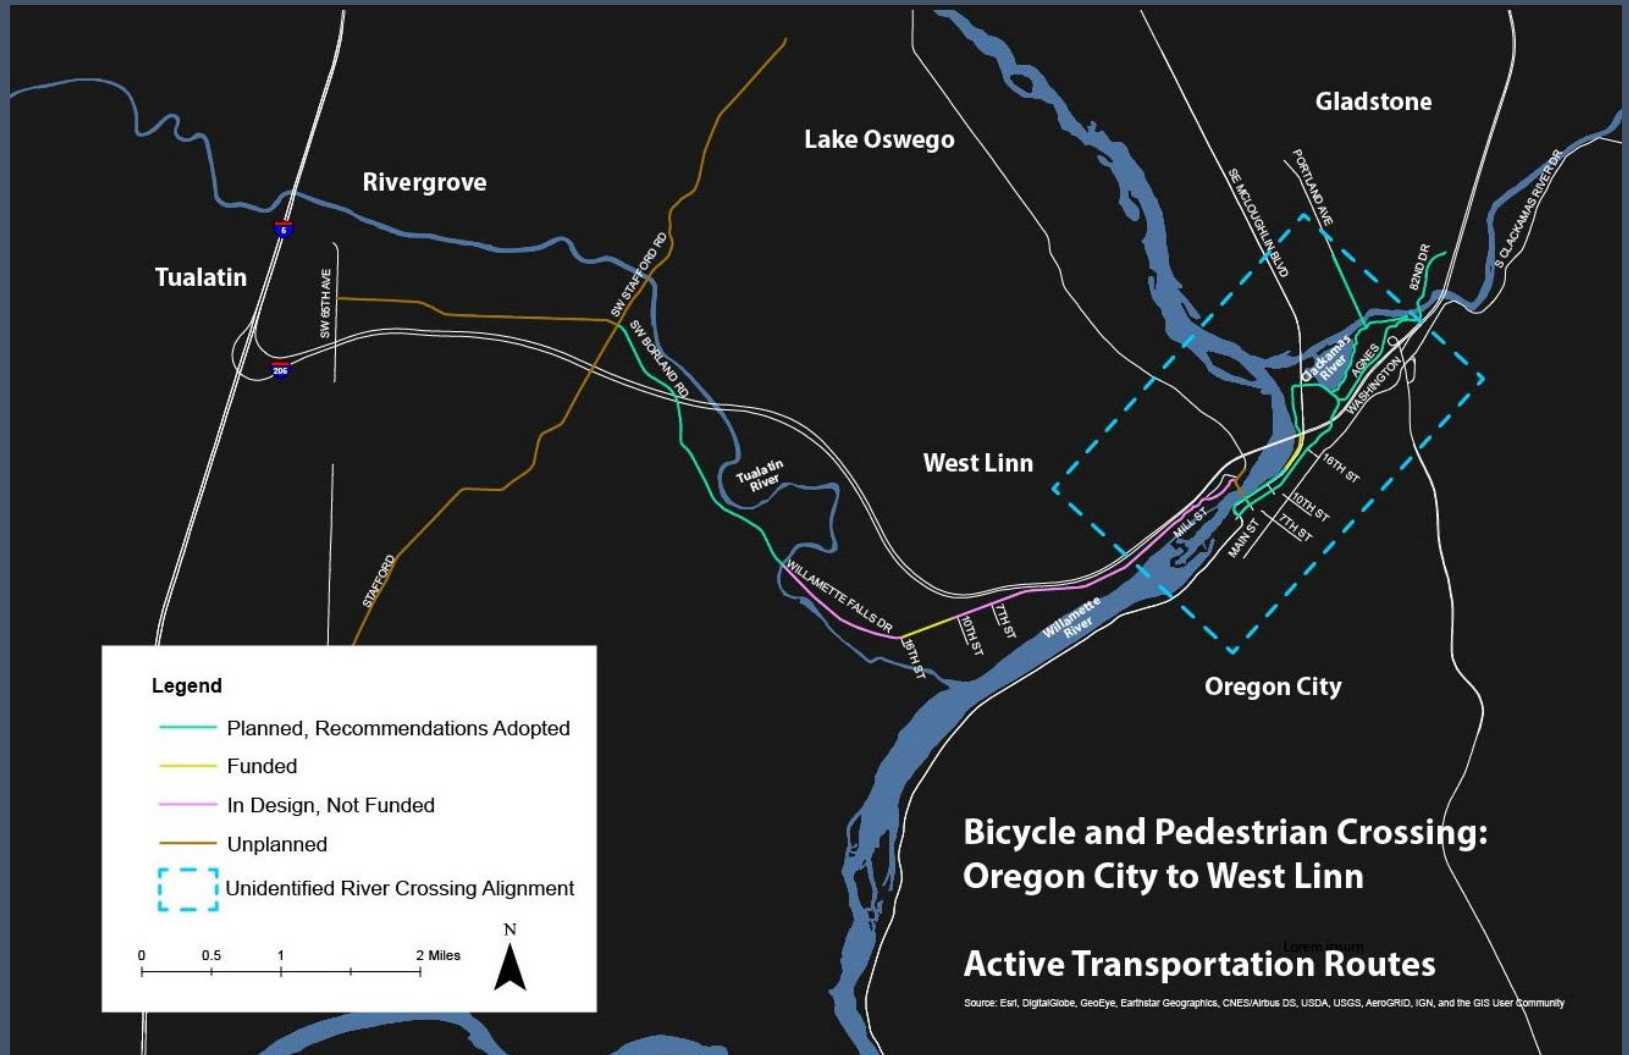 Gladstone
Lake Oswego
Rivergrove
Tualatin
West Linn
Oregon City
5
205
SW 65TH AVE
SW STAFFORD RD
SW BORLAND RD
STAFFORD
Tualatin
River
WILLAMETTE FALLS DR
16TH ST
10TH ST
7TH ST
Willamette
River
MILL ST
MAIN ST
7TH ST
10TH ST
16TH ST
WASHINGTON
AGNES
Clackamas
River
SE MCLOUGHLIN BLVD
PORTLAND AVE
82ND DR
S CLACKAMAS RIVER DR
Legend
Planned, Recommendations Adopted
Funded
In Design, Not Funded
Unplanned
Unidentified River Crossing Alignment
0 0.5 1 2 Miles
N
Bicycle and Pedestrian Crossing:
Oregon City to West Linn
Lorem ipsum
Active Transportation Routes
Source: Esri, DigitalGlobe, GeoEye, Earthstar Geographics, CNES/Airbus DS, USDA, USGS, AeroGRID, IGN, and the GIS User Community